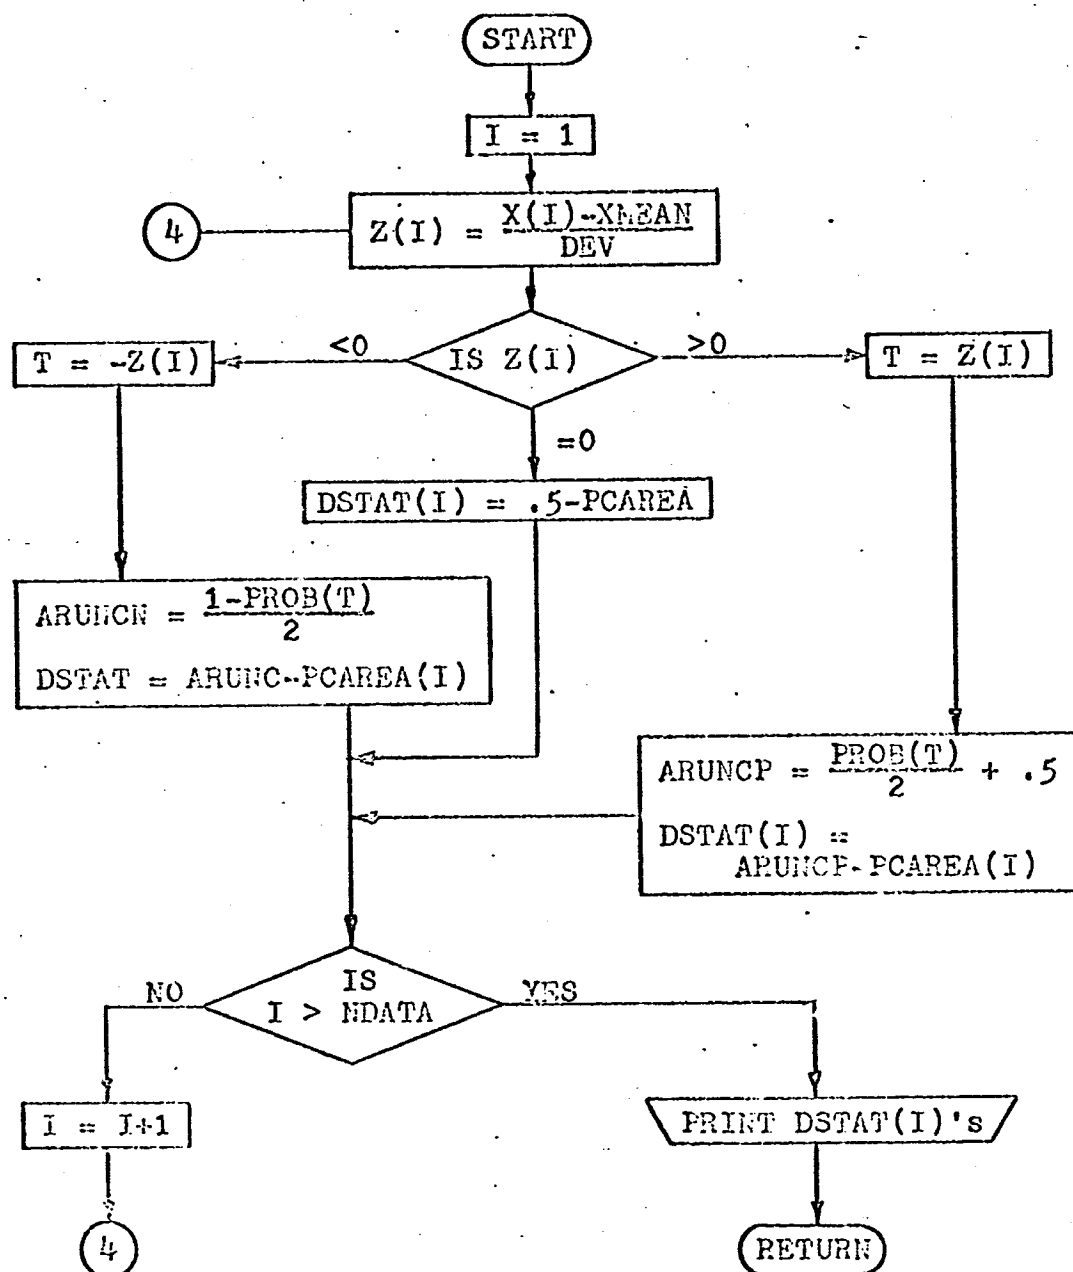 START
I = 1
4
Z(I) = X(I)-XMEAN
DEV
<0
IS Z(I)
>0
T = -Z(I)
T = Z(I)
=0
DSTAT(I) = .5-PCAREA
ARUNCN = 1-PROB(T)
2
DSTAT = ARUNC-PCAREA(I)
ARUNCP = PROB(T) + .5
2
DSTAT(I) =
ARUNCP-PCAREA(I)
IS
I > NDATA
NO
YES
I = I+1
PRINT DSTAT(I)'s
4
RETURN